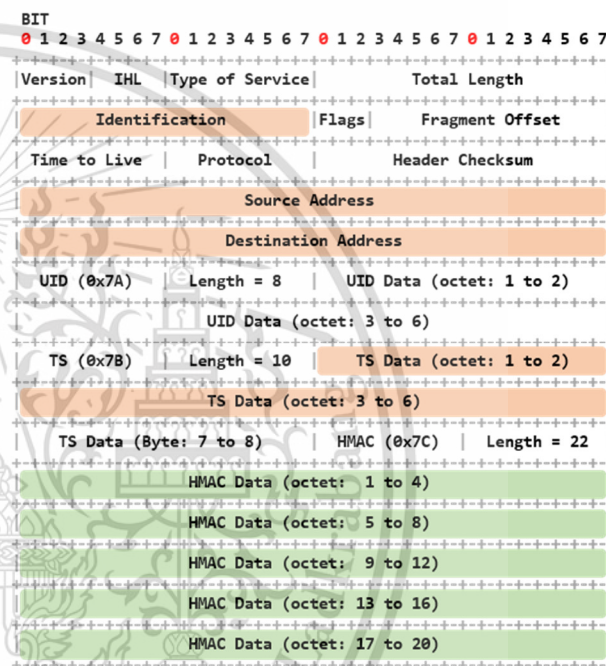 BIT
0 1 2 3 4 5 6 7 0 1 2 3 4 5 6 7 0 1 2 3 4 5 6 7 0 1 2 3 4 5 6 7
|Version| IHL |Type of Service| Total Length
| Identification |Flags| Fragment Offset
| Time to Live | Protocol | Header Checksum
| Source Address
| Destination Address
| UID (0x7A) | Length = 8 | UID Data (octet: 1 to 2)
| UID Data (octet: 3 to 6)
| TS (0x7B) | Length = 10 | TS Data (octet: 1 to 2)
| TS Data (octet: 3 to 6)
| TS Data (Byte: 7 to 8) | HMAC (0x7C) | Length = 22
| HMAC Data (octet: 1 to 4)
| HMAC Data (octet: 5 to 8)
| HMAC Data (octet: 9 to 12)
| HMAC Data (octet: 13 to 16)
| HMAC Data (octet: 17 to 20)